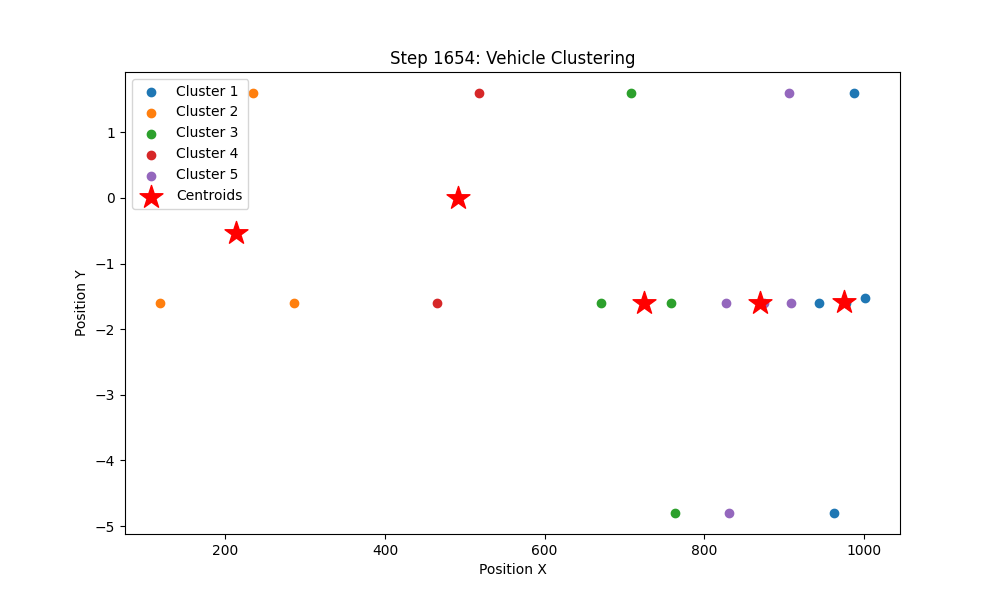 Step 1654: Vehicle Clustering
Cluster 1
Cluster 2
Cluster 3
Cluster 4
Cluster 5
Centroids
Position Y
1
0
−1
−2
−3
−4
−5
200 400 600 800 1000
Position X